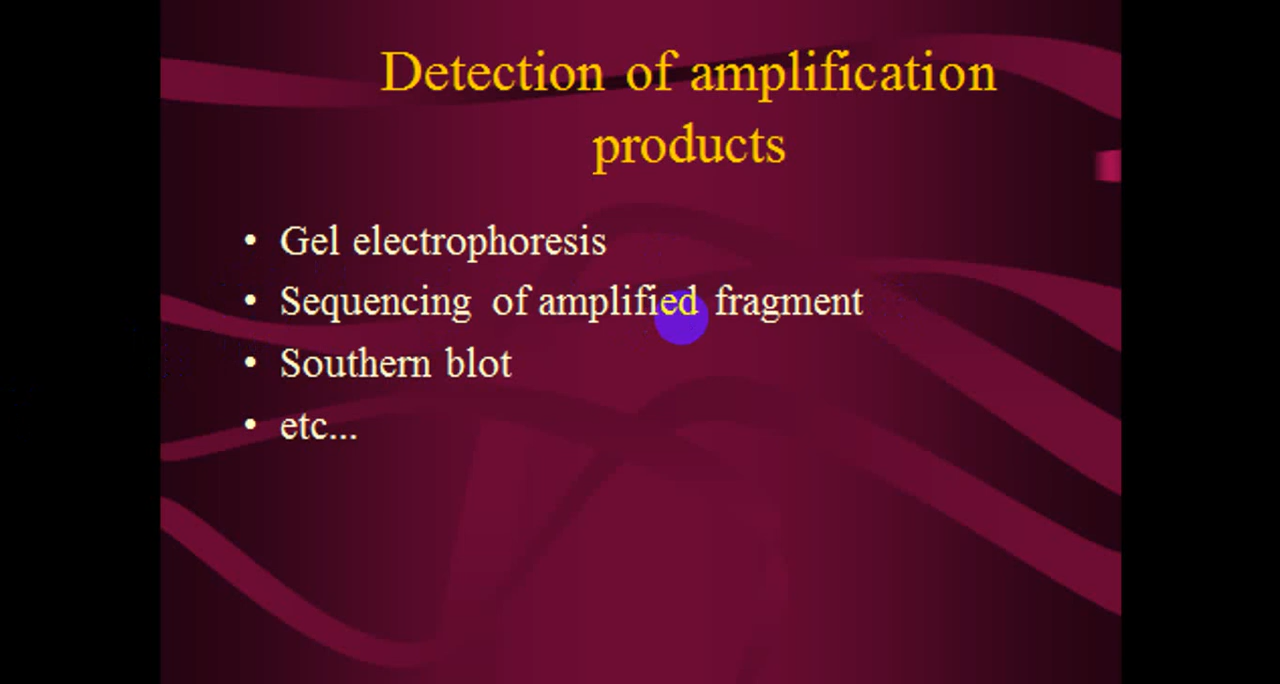 Detection of amplification
products
• Gel electrophoresis
• Sequencing of amplified fragment
• Southern blot
• etc...